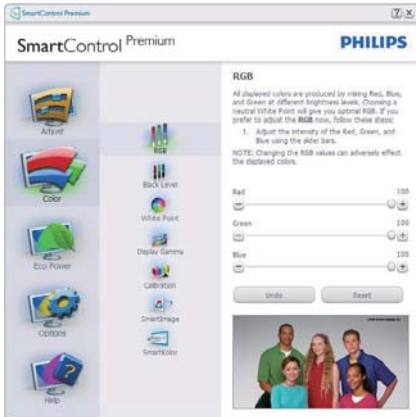 SmartControl Premium
SmartControl Premium
PHILIPS
Adjust
Color
Eco Power
Options
Help
RGB
Black Level
White Point
Display Gamma
Calibration
SmartImage
SmartKolor
RGB
All displayed colors are produced by mixing Red, Blue,
and Green at different brightness levels. Choosing a
neutral White Point will give you optimal RGB. If you
prefer to adjust the RGB now, follow these steps:
1. Adjust the intensity of the Red, Green, and
Blue using the slider bars.
NOTE: Changing the RGB values can adversely effect
the displayed colors.
Red 100
Green 100
Blue 100
Undo Reset